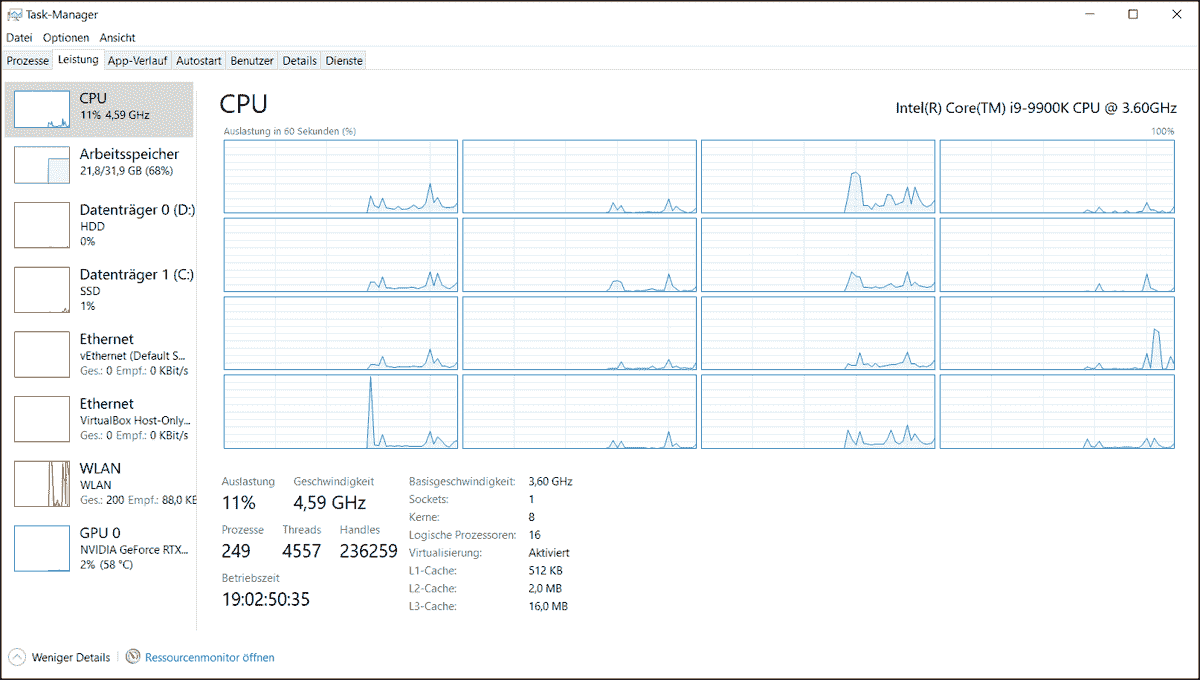 Task-Manager
Datei Optionen Ansicht
Prozesse Leistung App-Verlauf Autostart Benutzer Details Dienste
CPU
11% 4,59 GHz
Arbeitsspeicher
21,8/31,9 GB (68%)
Datenträger 0 (D:)
HDD
0%
Datenträger 1 (C:)
SSD
1%
Ethernet
vEthernet (Default S...
Ges.: 0 Empf.: 0 KBit/s
Ethernet
VirtualBox Host-Only...
Ges.: 0 Empf.: 0 KBit/s
WLAN
WLAN
Ges.: 200 Empf.: 88,0 KB
GPU 0
NVIDIA GeForce RTX...
2% (58 °C)
CPU
Intel(R) Core(TM) i9-9900K CPU @ 3.60GHz
Auslastung in 60 Sekunden (%)
100%
Auslastung Geschwindigkeit
11% 4,59 GHz
Prozesse Threads Handles
249 4557 236259
Betriebszeit
19:02:50:35
Basisgeschwindigkeit: 3,60 GHz
Sockets: 1
Kerne: 8
Logische Prozessoren: 16
Virtualisierung: Aktiviert
L1-Cache: 512 KB
L2-Cache: 2,0 MB
L3-Cache: 16,0 MB
Weniger Details
Ressourcenmonitor öffnen